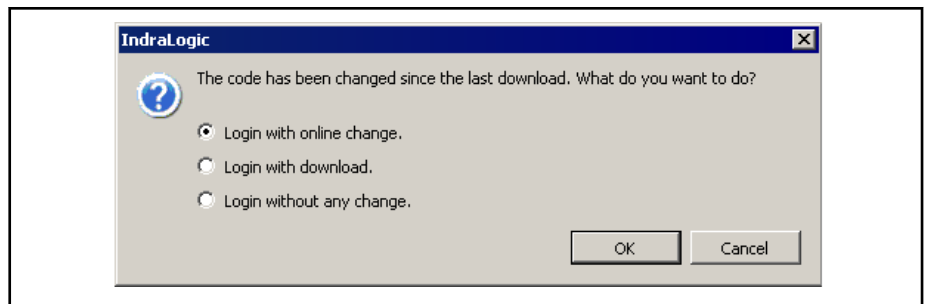 IndraLogic
The code has been changed since the last download. What do you want to do?
Login with online change.
Login with download.
Login without any change.
OK Cancel